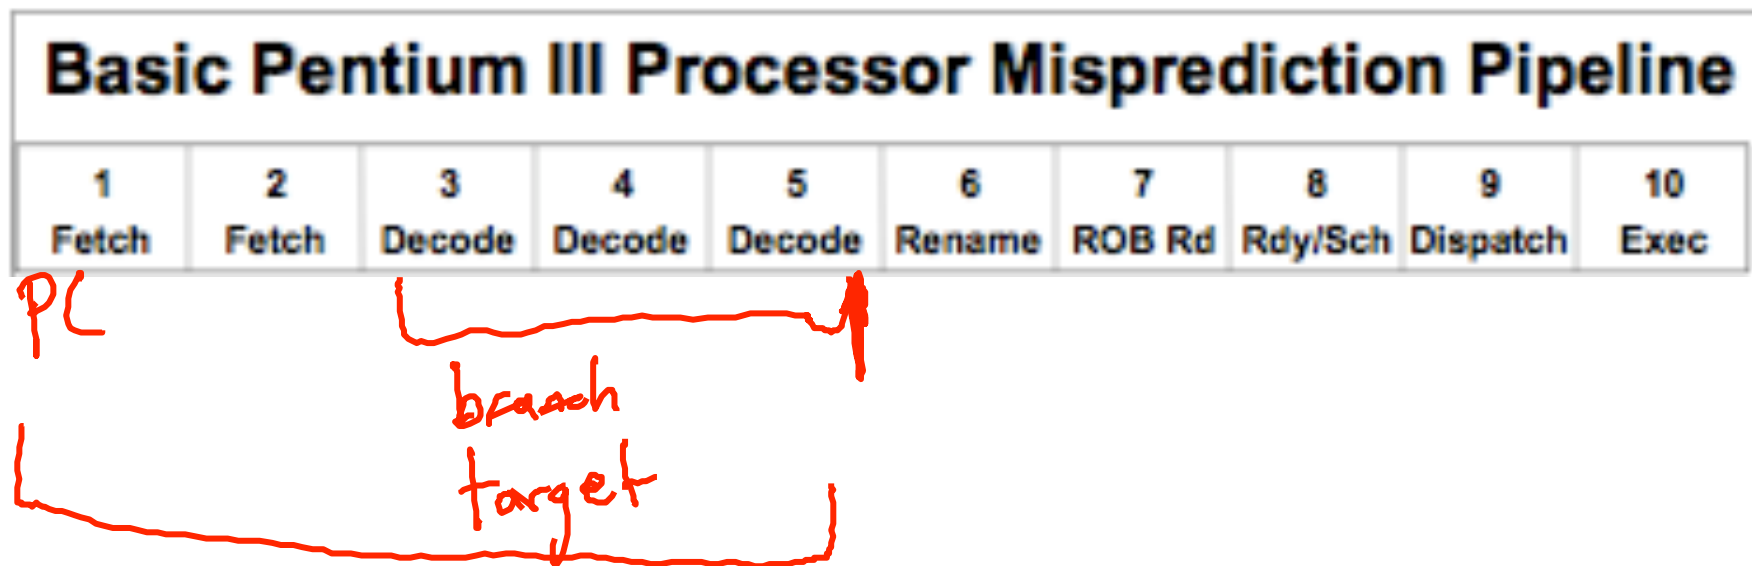 Basic Pentium III Processor Misprediction Pipeline
1 2 3 4 5 6 7 8 9 10
Fetch Fetch Decode Decode Decode Rename ROB Rd Rdy/Sch Dispatch Exec
PC
branch
target